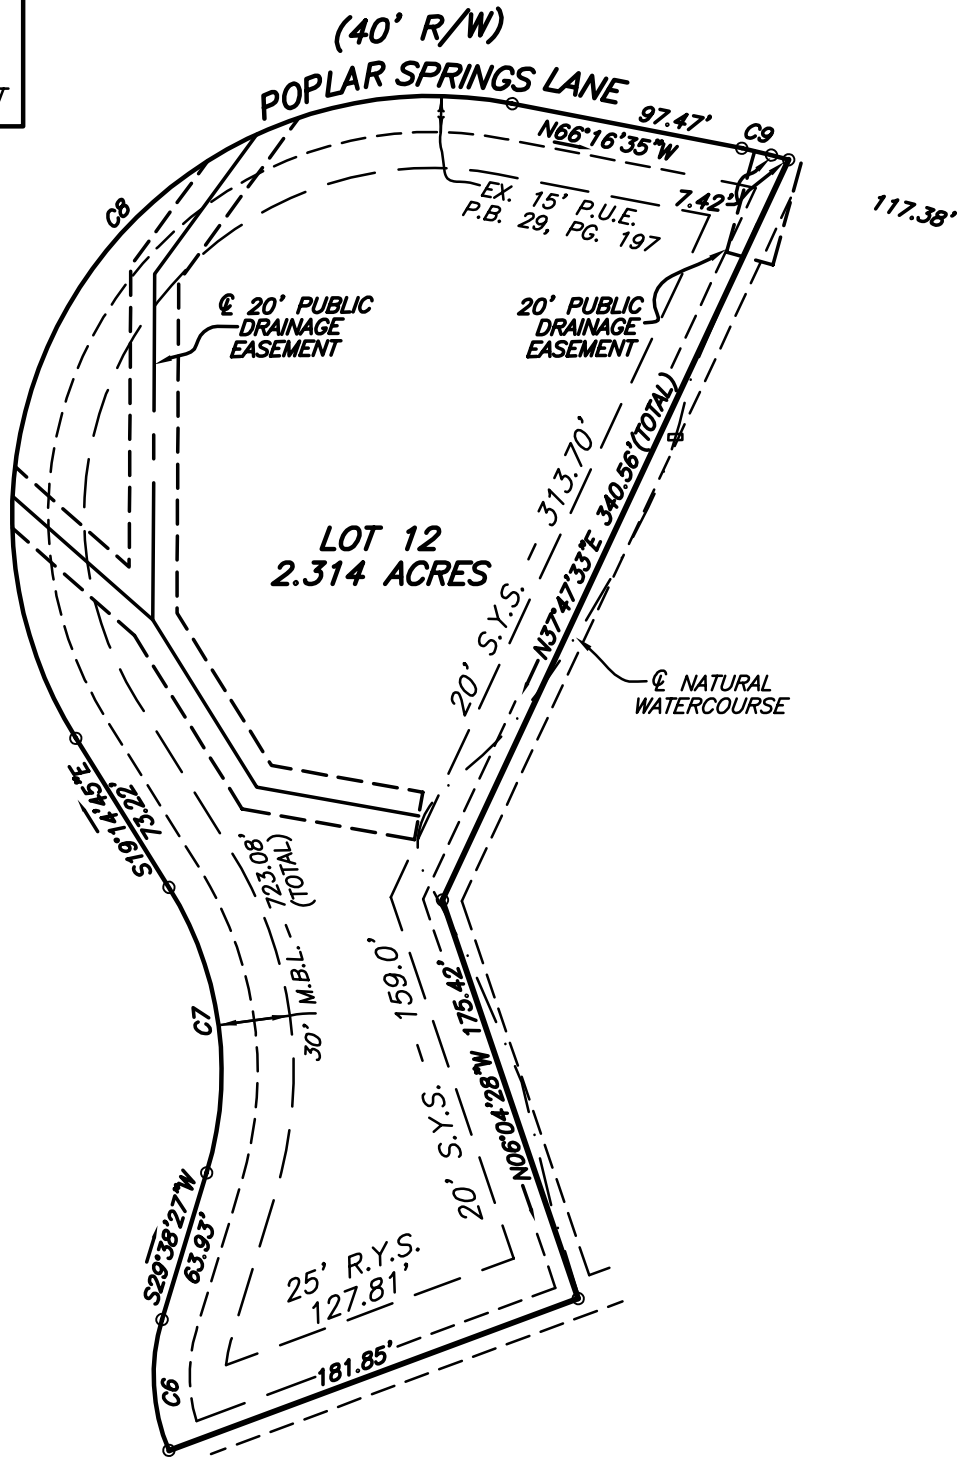 (40' R/W)
POPLAR SPRINGS LANE
97.47'
N66°16'35"W
C9
7.42'
117.38'
EX. 15' P.U.E.
P.B. 29, PG. 197
C8
℄ 20' PUBLIC
DRAINAGE
EASEMENT
20' PUBLIC
DRAINAGE
EASEMENT
LOT 12
2.314 ACRES
20' S.Y.S. - 313.70'
N37°47'33"E 340.56'(TOTAL)
℄ NATURAL
WATERCOURSE
S19°14'45"E
73.22'
30' M.B.L. - 723.08'
(TOTAL)
C7
20' S.Y.S. - 159.0'
N06°04'28"W 175.42'
S29°38'27"W
63.93'
25' R.Y.S.
127.81'
181.85'
C6